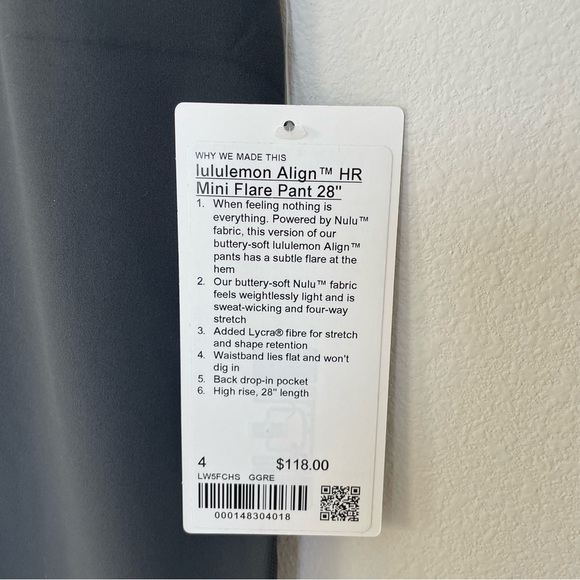 WHY WE MADE THIS
lululemon Align™ HR
Mini Flare Pant 28"
1. When feeling nothing is
everything. Powered by Nulu™
fabric, this version of our
buttery-soft lululemon Align™
pants has a subtle flare at the
hem
2. Our buttery-soft Nulu™ fabric
feels weightlessly light and is
sweat-wicking and four-way
stretch
3. Added Lycra® fibre for stretch
and shape retention
4. Waistband lies flat and won't
dig in
5. Back drop-in pocket
6. High rise, 28" length
4 $118.00
LW5FCHS GGRE
000148304018